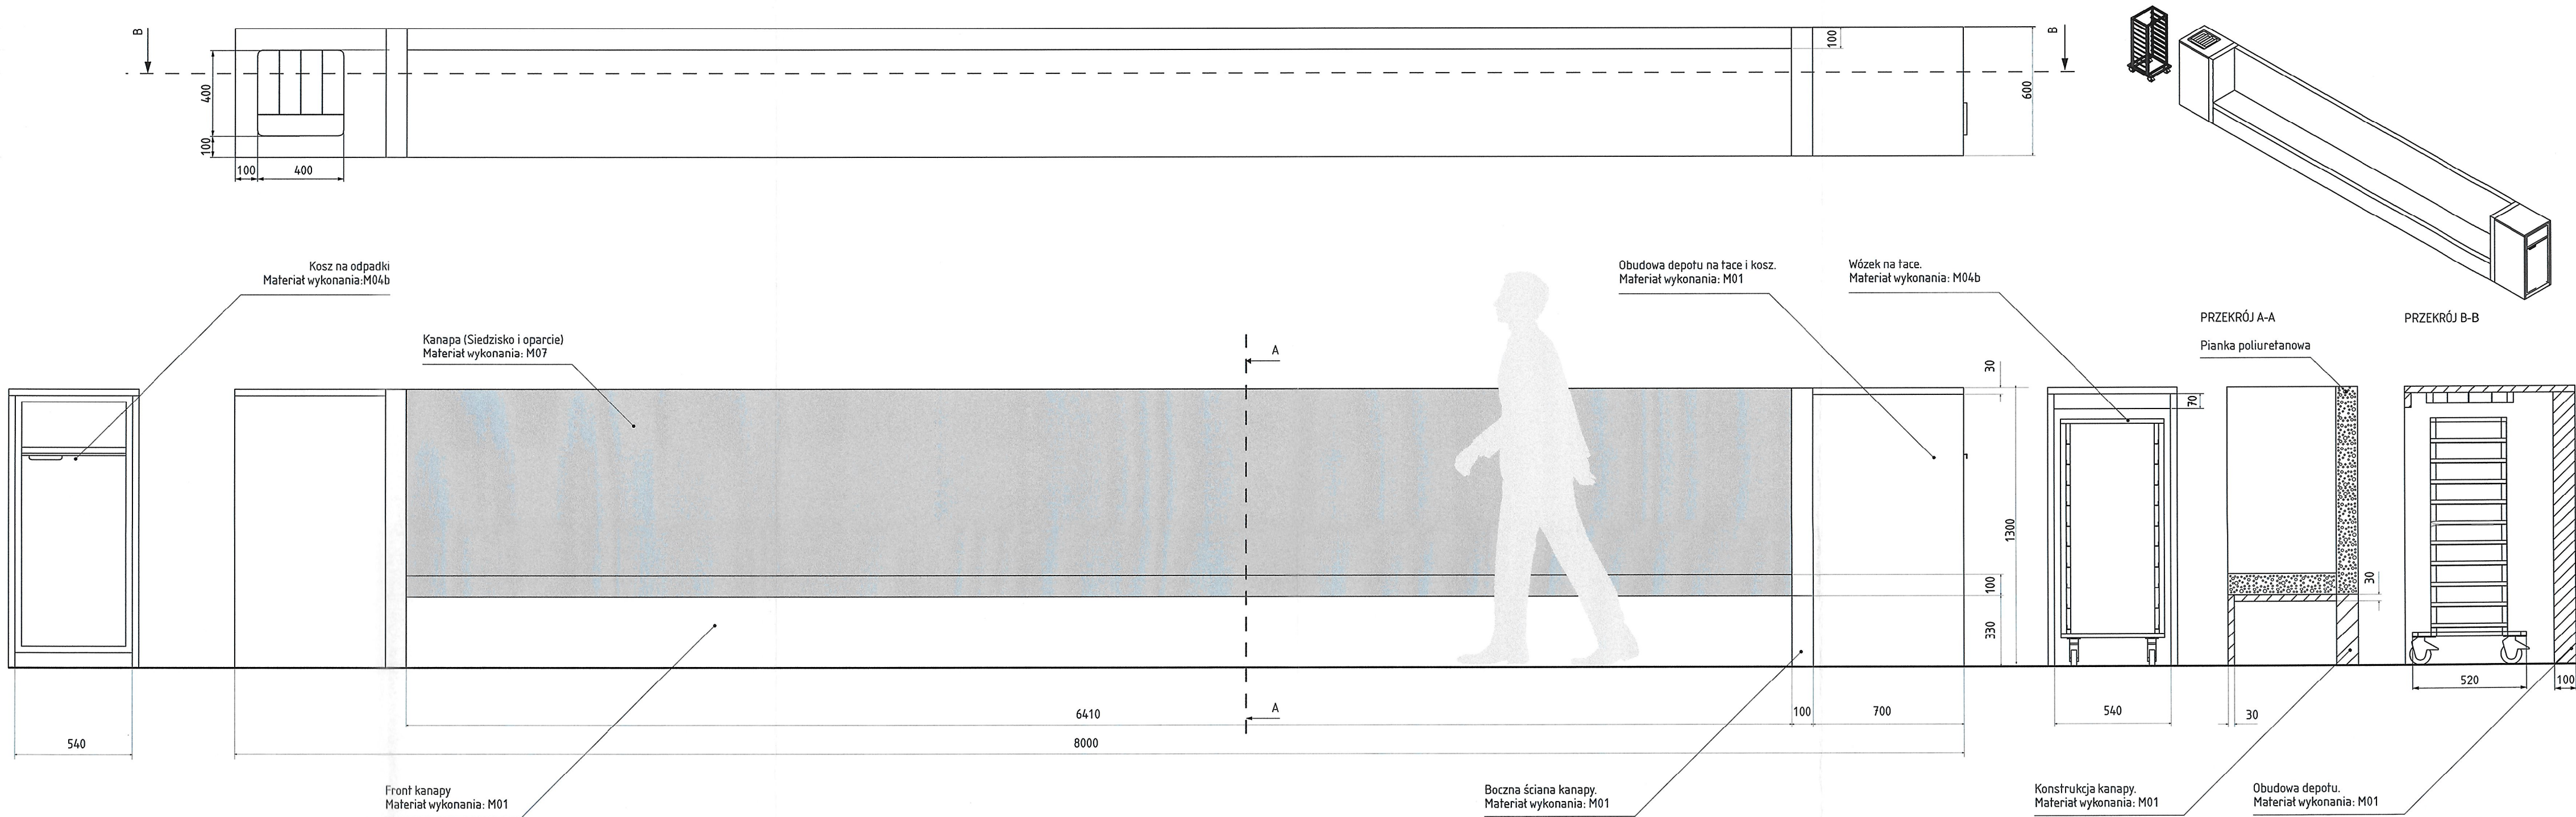 B
B
100
600
400
100
100
400
Kosz na odpadki
Materiał wykonania:M04b
Kanapa (Siedzisko i oparcie)
Materiał wykonania: M07
Obudowa depotu na tace i kosz.
Materiał wykonania: M01
Wózek na tace.
Materiał wykonania: M04b
PRZEKRÓJ A-A
PRZEKRÓJ B-B
Pianka poliuretanowa
A
30
70
1300
100
330
30
6410
100
700
A
8000
540
540
30
520
100
Front kanapy
Materiał wykonania: M01
Boczna ściana kanapy.
Materiał wykonania: M01
Konstrukcja kanapy.
Materiał wykonania: M01
Obudowa depotu.
Materiał wykonania: M01